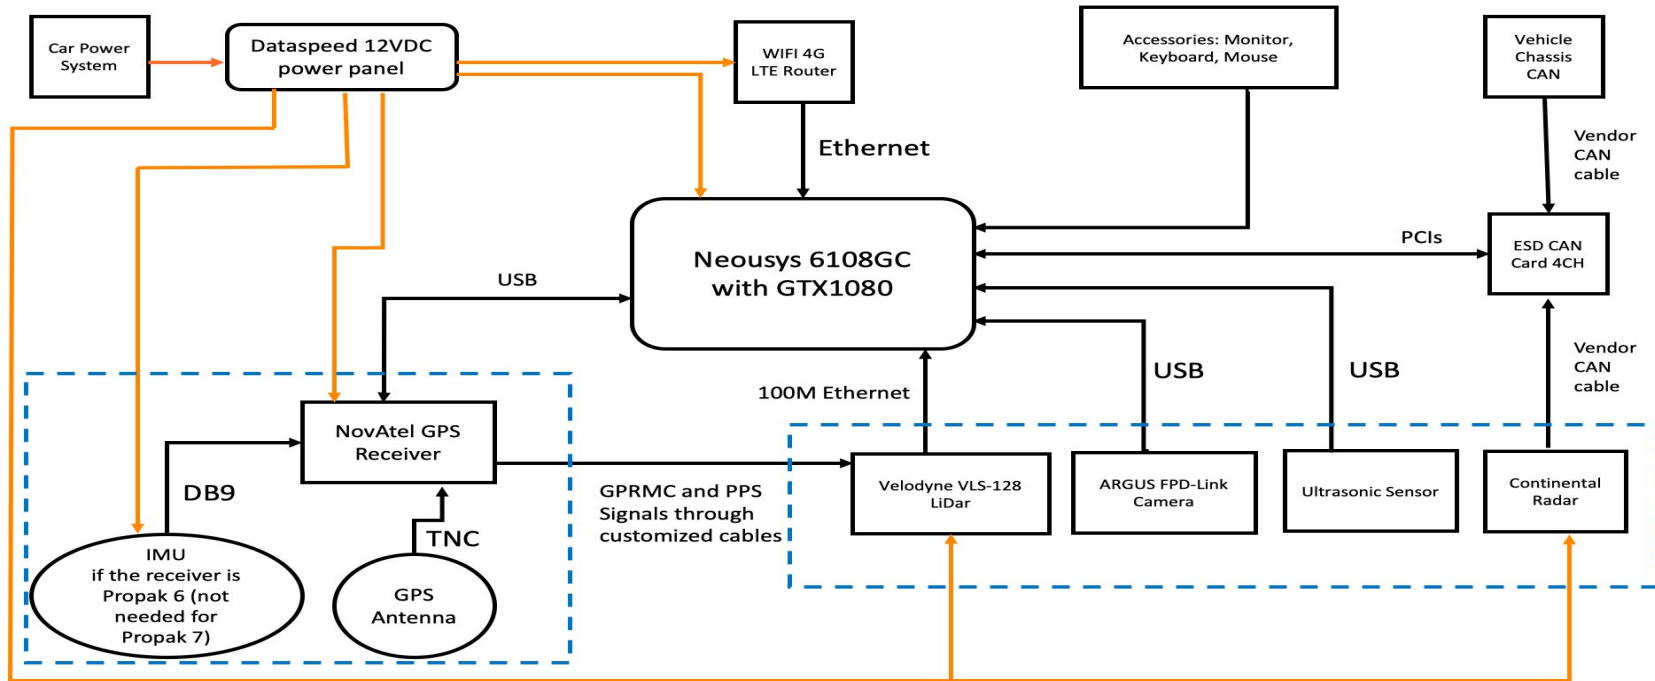 Car Power
System
Dataspeed 12VDC
power panel
WIFI 4G
LTE Router
Accessories: Monitor,
Keyboard, Mouse
Vehicle
Chassis
CAN
Ethernet
Vendor
CAN
cable
Neousys 6108GC
with GTX1080
PCIs
ESD CAN
Card 4CH
USB
100M Ethernet
USB
USB
Vendor
CAN
cable
NovAtel GPS
Receiver
DB9
TNC
GPRMC and PPS
Signals through
customized cables
Velodyne VLS-128
LiDar
ARGUS FPD-Link
Camera
Ultrasonic Sensor
Continental
Radar
IMU
if the receiver is
Propak 6 (not
needed for
Propak 7)
GPS
Antenna